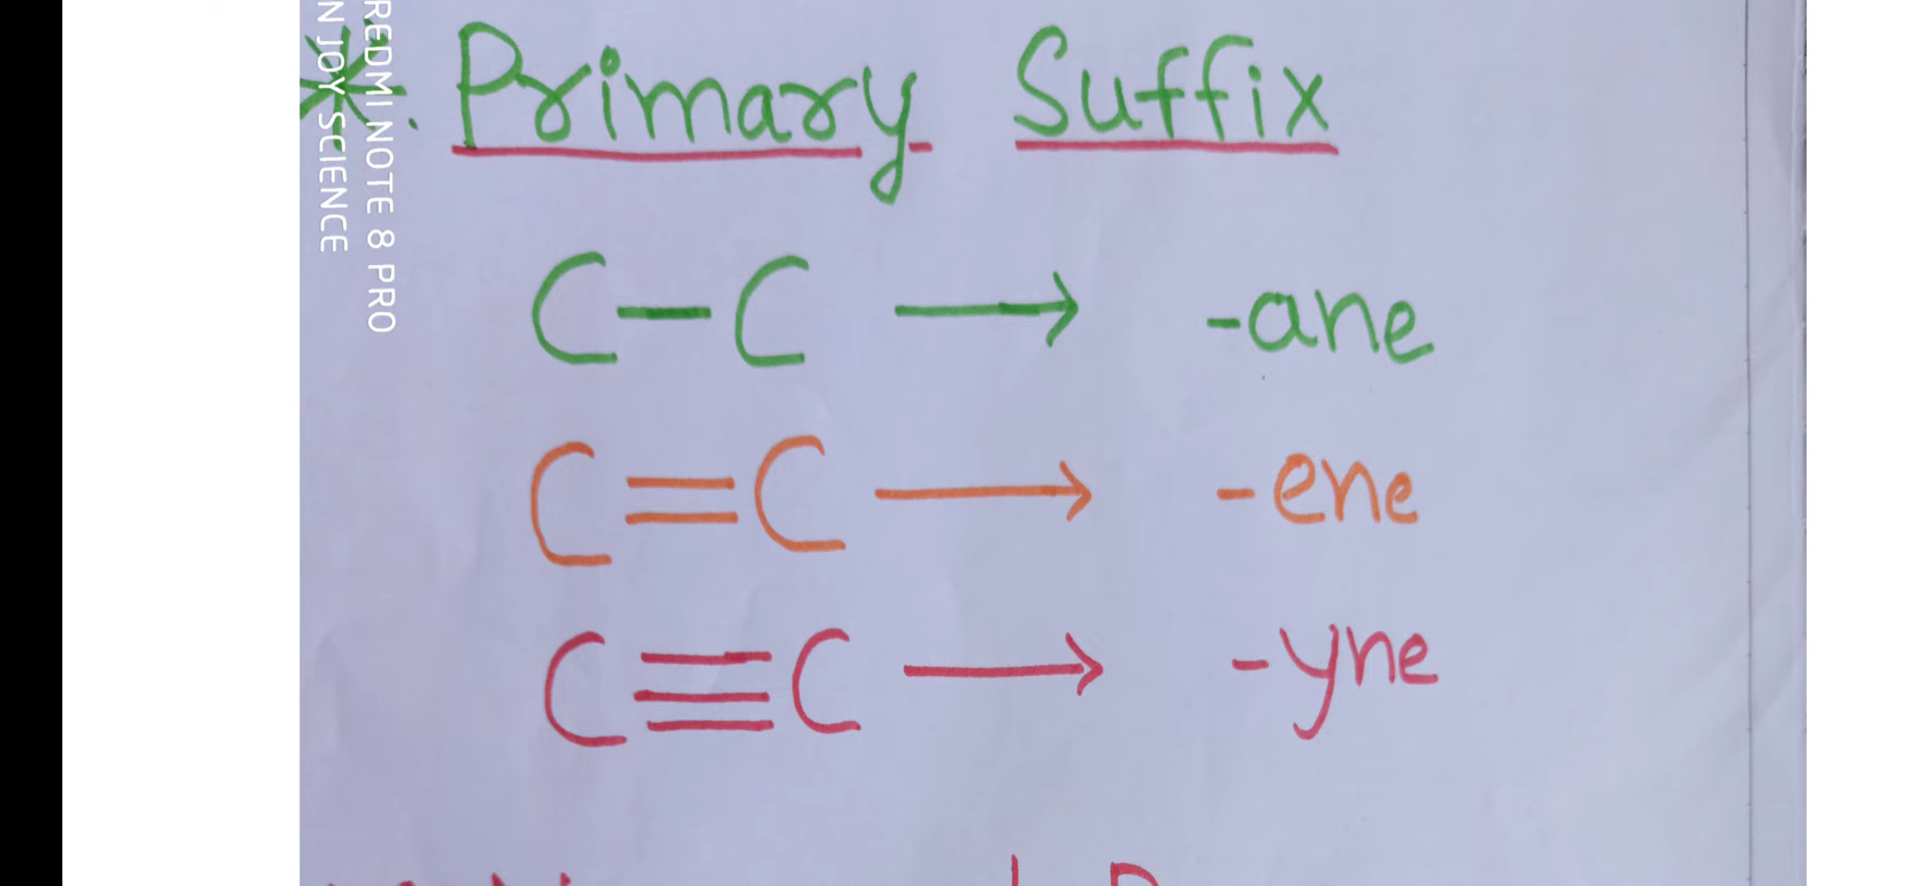 *. Primary Suffix
C-C → -ane
C=C → -ene
C≡C → -yne
REDMI NOTE 8 PRO
N JOY SCIENCE